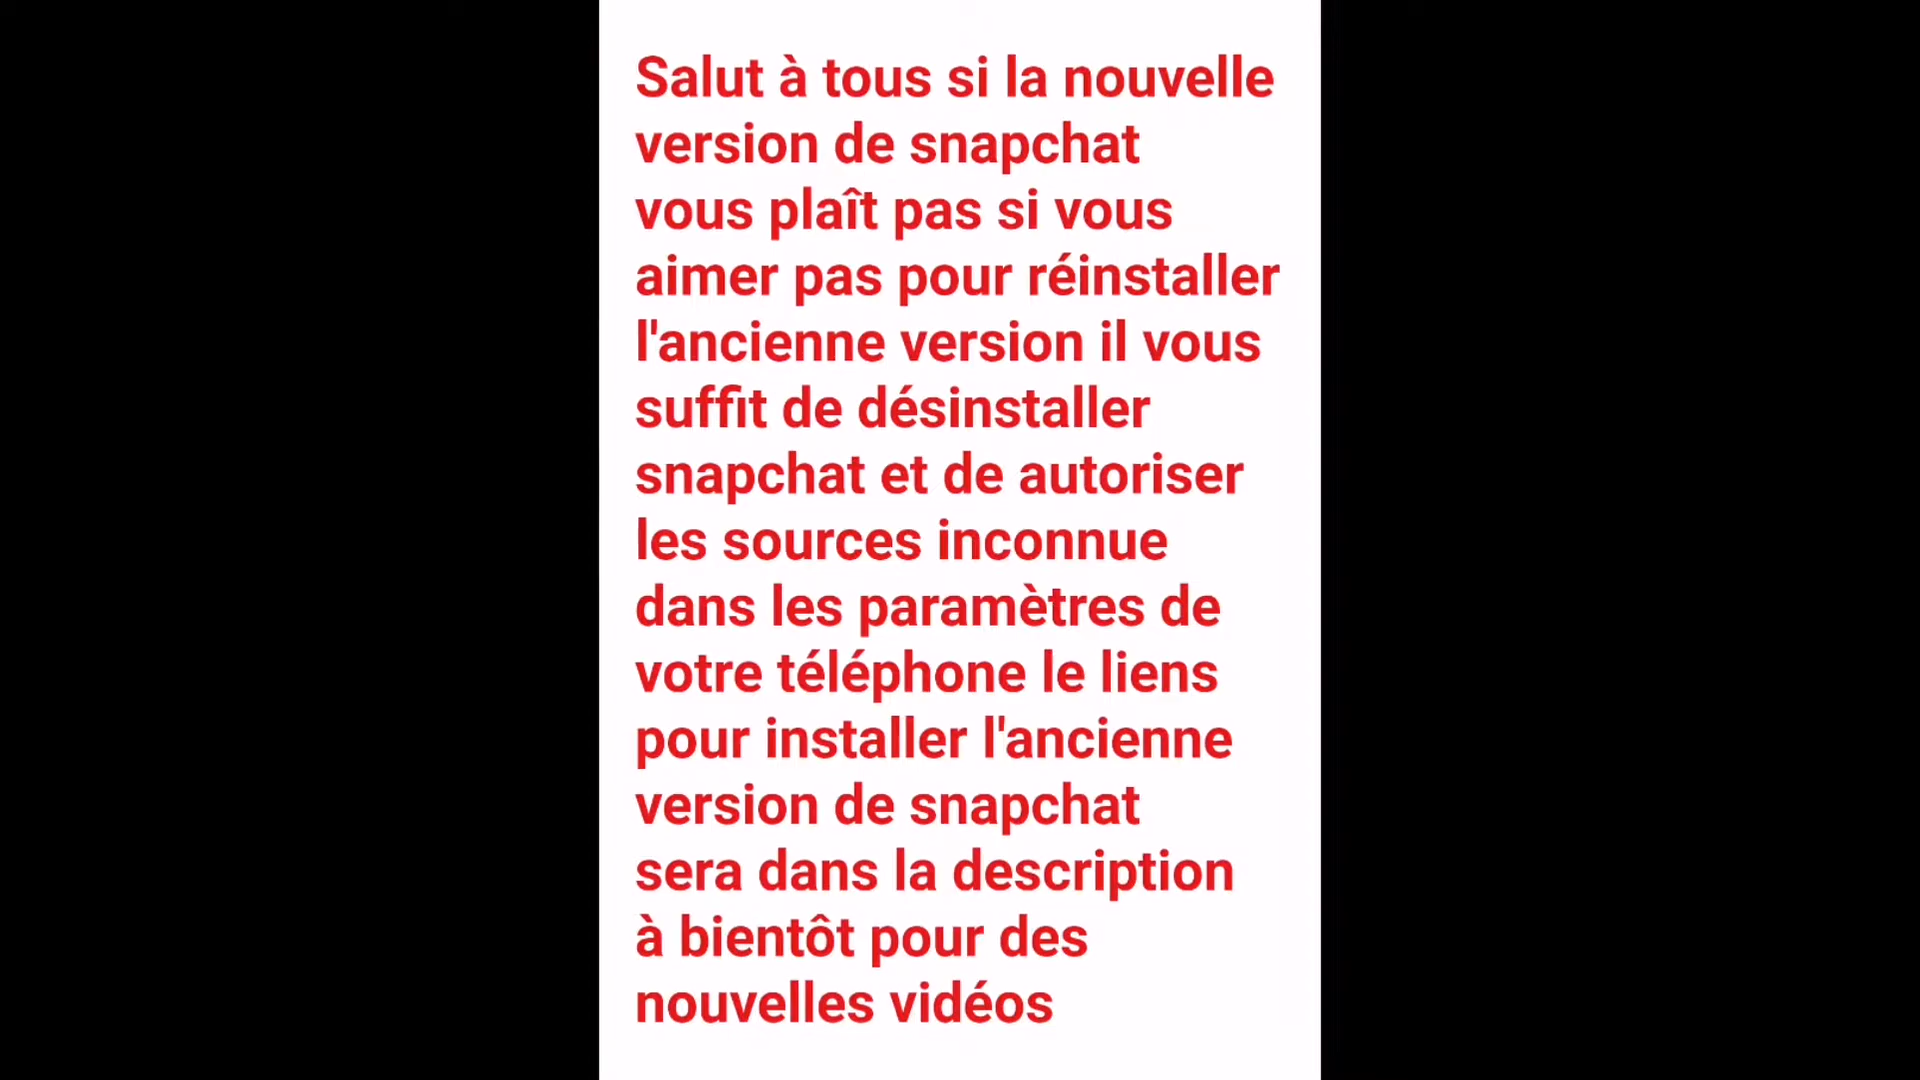 Salut à tous si la nouvelle
version de snapchat
vous plaît pas si vous
aimer pas pour réinstaller
l'ancienne version il vous
suffit de désinstaller
snapchat et de autoriser
les sources inconnue
dans les paramètres de
votre téléphone le liens
pour installer l'ancienne
version de snapchat
sera dans la description
à bientôt pour des
nouvelles vidéos